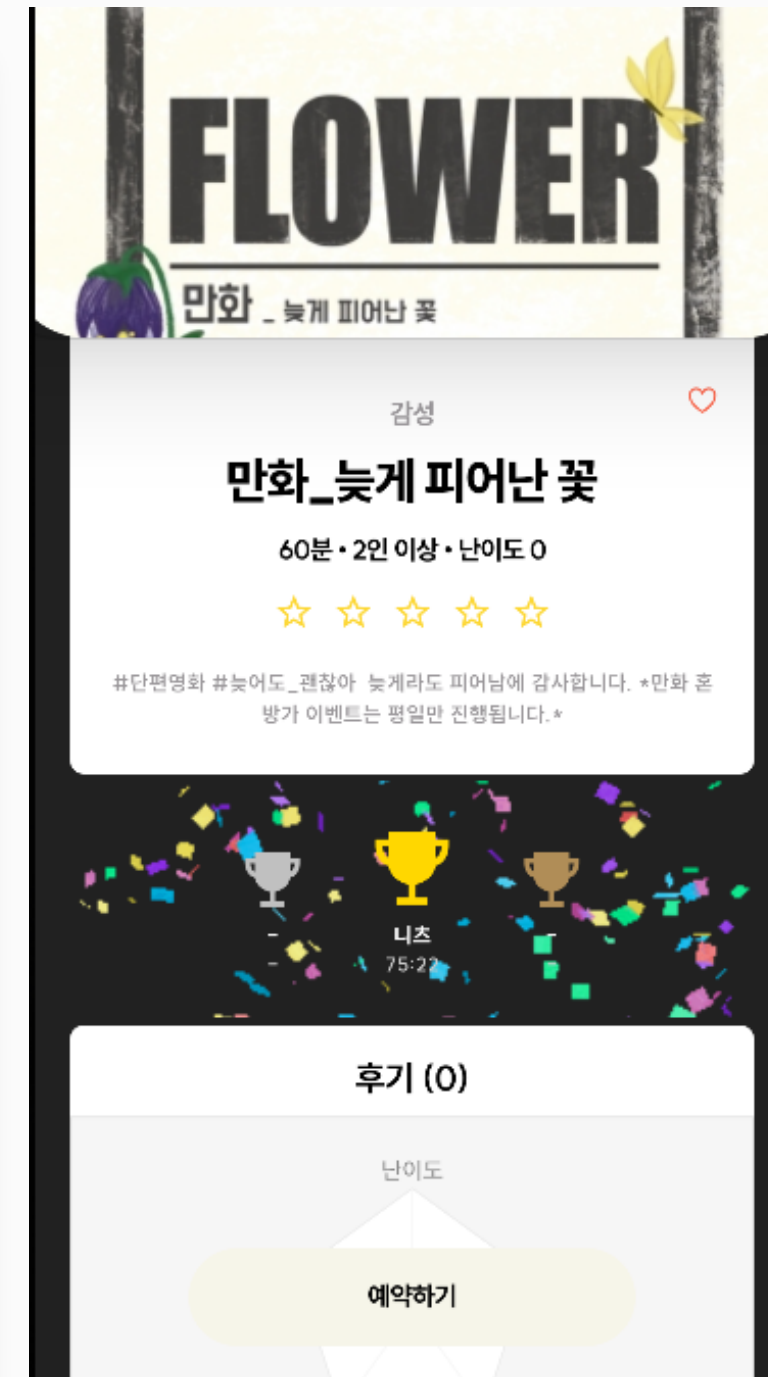 FLOWER
만화 _ 늦게 피어난 꽃
감성
만화_늦게 피어난 꽃
60분 • 2인 이상 • 난이도 0
#단편영화 #늦어도_괜찮아 늦게라도 피어남에 감사합니다. *만화 혼
방가 이벤트는 평일만 진행됩니다.*
- 니츠 -
- 75:22
후기 (0)
난이도
예약하기